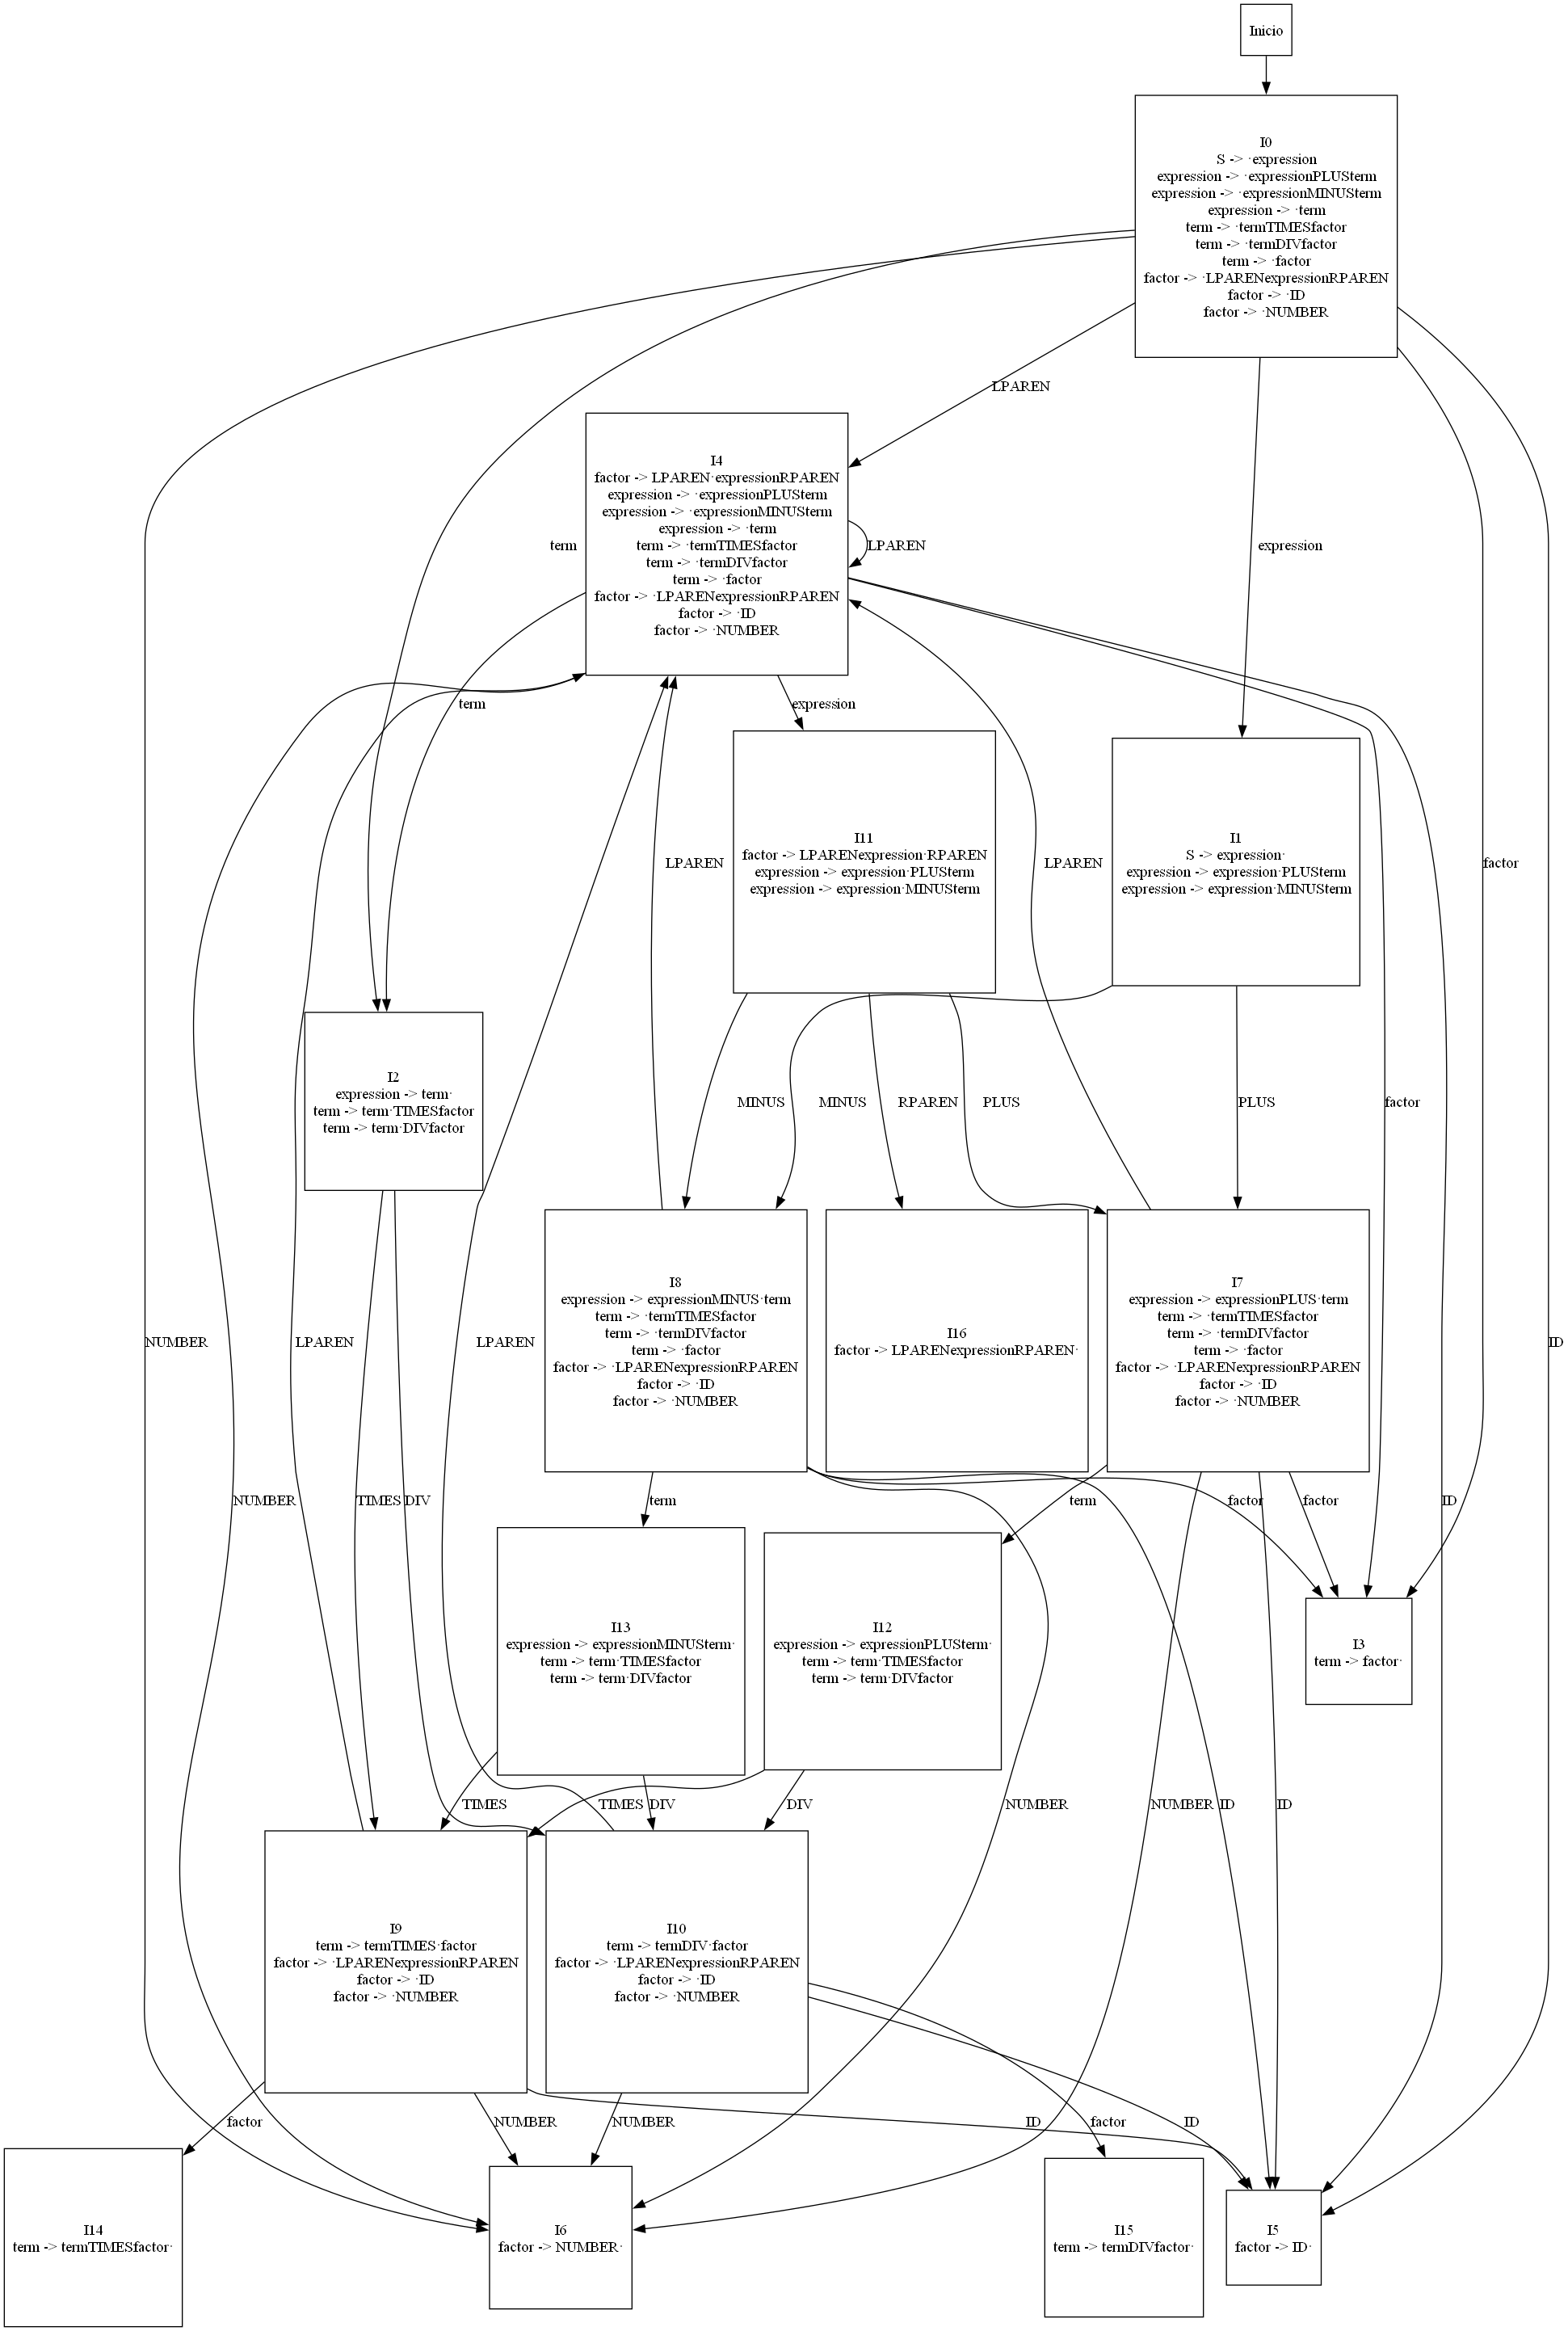 Inicio
I0
S -> ·expression
expression -> ·expressionPLUSterm
expression -> ·expressionMINUSterm
expression -> ·term
term -> ·termTIMESfactor
term -> ·termDIVfactor
term -> ·factor
factor -> ·LPARENexpressionRPAREN
factor -> ·ID
factor -> ·NUMBER
LPAREN
I4
factor -> LPAREN·expressionRPAREN
expression -> ·expressionPLUSterm
expression -> ·expressionMINUSterm
expression -> ·term
term -> ·termTIMESfactor
term -> ·termDIVfactor
term -> ·factor
factor -> ·LPARENexpressionRPAREN
factor -> ·ID
factor -> ·NUMBER
term
LPAREN
expression
term
expression
I11
factor -> LPARENexpression·RPAREN
expression -> expression·PLUSterm
expression -> expression·MINUSterm
I1
S -> expression·
expression -> expression·PLUSterm
expression -> expression·MINUSterm
LPAREN
LPAREN
factor
I2
expression -> term·
term -> term·TIMESfactor
term -> term·DIVfactor
MINUS
MINUS
RPAREN
PLUS
PLUS
factor
I8
expression -> expressionMINUS·term
term -> ·termTIMESfactor
term -> ·termDIVfactor
term -> ·factor
factor -> ·LPARENexpressionRPAREN
factor -> ·ID
factor -> ·NUMBER
I16
factor -> LPARENexpressionRPAREN·
I7
expression -> expressionPLUS·term
term -> ·termTIMESfactor
term -> ·termDIVfactor
term -> ·factor
factor -> ·LPARENexpressionRPAREN
factor -> ·ID
factor -> ·NUMBER
NUMBER
LPAREN
LPAREN
ID
NUMBER
TIMES
DIV
term
term
factor
factor
ID
I13
expression -> expressionMINUSterm·
term -> term·TIMESfactor
term -> term·DIVfactor
I12
expression -> expressionPLUSterm·
term -> term·TIMESfactor
term -> term·DIVfactor
I3
term -> factor·
TIMES
TIMES
DIV
DIV
NUMBER
NUMBER
ID
ID
I9
term -> termTIMES·factor
factor -> ·LPARENexpressionRPAREN
factor -> ·ID
factor -> ·NUMBER
I10
term -> termDIV·factor
factor -> ·LPARENexpressionRPAREN
factor -> ·ID
factor -> ·NUMBER
factor
NUMBER
NUMBER
ID
factor
ID
I14
term -> termTIMESfactor·
I6
factor -> NUMBER·
I15
term -> termDIVfactor·
I5
factor -> ID·